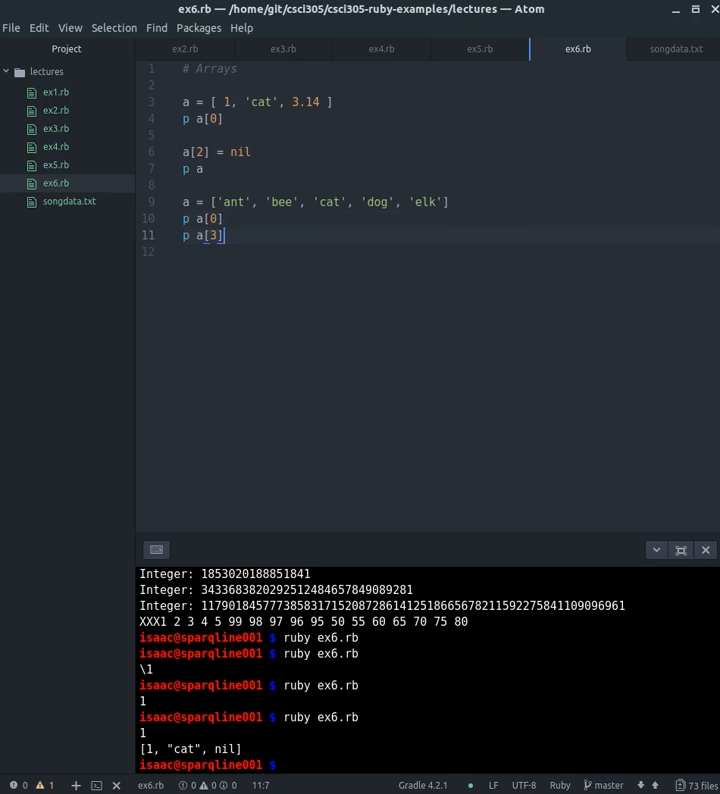 ex6.rb — /home/git/csci305/csci305-ruby-examples/lectures — Atom
File Edit View Selection Find Packages Help
Project
ex2.rb ex3.rb ex4.rb ex5.rb ex6.rb songdata.txt
lectures
ex1.rb
ex2.rb
ex3.rb
ex4.rb
ex5.rb
ex6.rb
songdata.txt
1 # Arrays
2
3 a = [ 1, 'cat', 3.14 ]
4 p a[0]
5
6 a[2] = nil
7 p a
8
9 a = ['ant', 'bee', 'cat', 'dog', 'elk']
10 p a[0]
11 p a[3]
12
Integer: 1853020188851841
Integer: 3433683820292512484657849089281
Integer: 11790184577738583171520872861412518665678211592275841109096961
XXX1 2 3 4 5 99 98 97 96 95 50 55 60 65 70 75 80
isaac@sparqline001 $ ruby ex6.rb
isaac@sparqline001 $ ruby ex6.rb
\1
isaac@sparqline001 $ ruby ex6.rb
1
isaac@sparqline001 $ ruby ex6.rb
1
[1, "cat", nil]
isaac@sparqline001 $
0 1 ex6.rb 0 0 0 11:7 Gradle 4.2.1 LF UTF-8 Ruby master 73 files